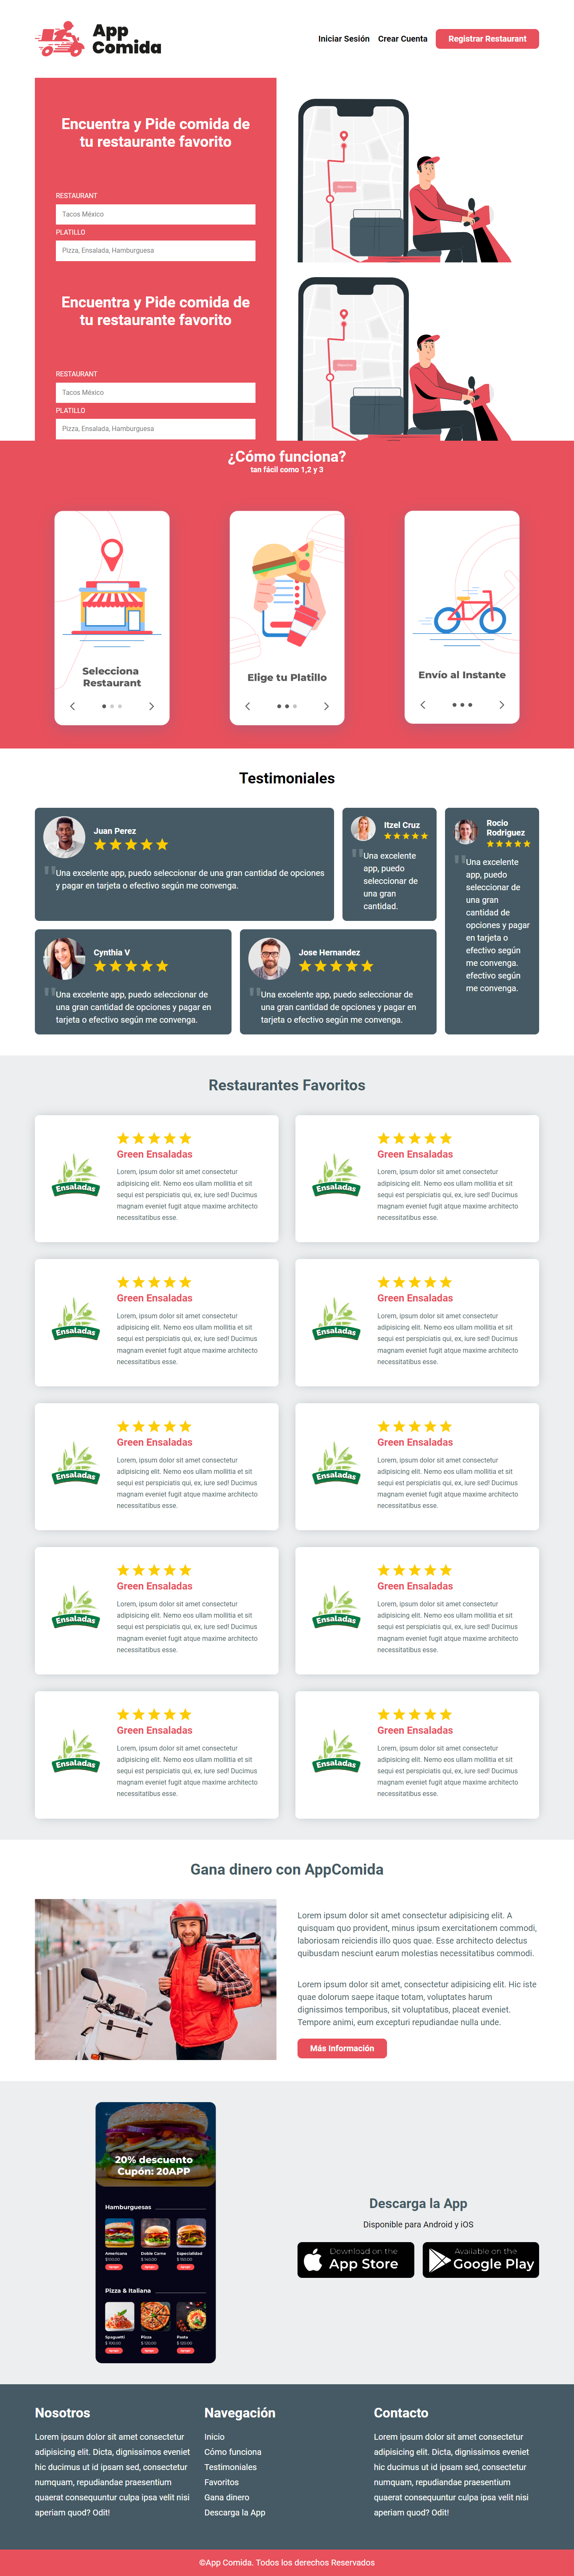 App
Comida
Iniciar Sesión Crear Cuenta Registrar Restaurant
Encuentra y Pide comida de
tu restaurante favorito
RESTAURANT
Tacos México
PLATILLO
Pizza, Ensalada, Hamburguesa
Encuentra y Pide comida de
tu restaurante favorito
RESTAURANT
Tacos México
PLATILLO
Pizza, Ensalada, Hamburguesa
¿Cómo funciona?
tan fácil como 1,2 y 3
Selecciona
Restaurant
Elige tu Platillo
Envío al Instante
Testimoniales
Juan Perez
"Una excelente app, puedo seleccionar de una gran cantidad de opciones
y pagar en tarjeta o efectivo según me convenga.
Itzel Cruz
"Una excelente
app, puedo
seleccionar de
una gran
cantidad.
Rocio
Rodriguez
"Una excelente
app, puedo
seleccionar de
una gran
cantidad de
opciones y pagar
en tarjeta o
efectivo según
me convenga.
efectivo según
me convenga.
Cynthia V
"Una excelente app, puedo seleccionar de
una gran cantidad de opciones y pagar en
tarjeta o efectivo según me convenga.
Jose Hernandez
"Una excelente app, puedo seleccionar de
una gran cantidad de opciones y pagar en
tarjeta o efectivo según me convenga.
Restaurantes Favoritos
Ensaladas
Green Ensaladas
Lorem, ipsum dolor sit amet consectetur
adipisicing elit. Nemo eos ullam mollitia et sit
sequi est perspiciatis qui, ex, iure sed! Ducimus
magnam eveniet fugit atque maxime architecto
necessitatibus esse.
Ensaladas
Green Ensaladas
Lorem, ipsum dolor sit amet consectetur
adipisicing elit. Nemo eos ullam mollitia et sit
sequi est perspiciatis qui, ex, iure sed! Ducimus
magnam eveniet fugit atque maxime architecto
necessitatibus esse.
Ensaladas
Green Ensaladas
Lorem, ipsum dolor sit amet consectetur
adipisicing elit. Nemo eos ullam mollitia et sit
sequi est perspiciatis qui, ex, iure sed! Ducimus
magnam eveniet fugit atque maxime architecto
necessitatibus esse.
Ensaladas
Green Ensaladas
Lorem, ipsum dolor sit amet consectetur
adipisicing elit. Nemo eos ullam mollitia et sit
sequi est perspiciatis qui, ex, iure sed! Ducimus
magnam eveniet fugit atque maxime architecto
necessitatibus esse.
Ensaladas
Green Ensaladas
Lorem, ipsum dolor sit amet consectetur
adipisicing elit. Nemo eos ullam mollitia et sit
sequi est perspiciatis qui, ex, iure sed! Ducimus
magnam eveniet fugit atque maxime architecto
necessitatibus esse.
Ensaladas
Green Ensaladas
Lorem, ipsum dolor sit amet consectetur
adipisicing elit. Nemo eos ullam mollitia et sit
sequi est perspiciatis qui, ex, iure sed! Ducimus
magnam eveniet fugit atque maxime architecto
necessitatibus esse.
Ensaladas
Green Ensaladas
Lorem, ipsum dolor sit amet consectetur
adipisicing elit. Nemo eos ullam mollitia et sit
sequi est perspiciatis qui, ex, iure sed! Ducimus
magnam eveniet fugit atque maxime architecto
necessitatibus esse.
Ensaladas
Green Ensaladas
Lorem, ipsum dolor sit amet consectetur
adipisicing elit. Nemo eos ullam mollitia et sit
sequi est perspiciatis qui, ex, iure sed! Ducimus
magnam eveniet fugit atque maxime architecto
necessitatibus esse.
Ensaladas
Green Ensaladas
Lorem, ipsum dolor sit amet consectetur
adipisicing elit. Nemo eos ullam mollitia et sit
sequi est perspiciatis qui, ex, iure sed! Ducimus
magnam eveniet fugit atque maxime architecto
necessitatibus esse.
Ensaladas
Green Ensaladas
Lorem, ipsum dolor sit amet consectetur
adipisicing elit. Nemo eos ullam mollitia et sit
sequi est perspiciatis qui, ex, iure sed! Ducimus
magnam eveniet fugit atque maxime architecto
necessitatibus esse.
Gana dinero con AppComida
Lorem ipsum dolor sit amet consectetur adipisicing elit. A
quisquam quo provident, minus ipsum exercitationem commodi,
laboriosam reiciendis illo quos quae. Esse architecto delectus
quibusdam nesciunt earum molestias necessitatibus commodi.
Lorem ipsum dolor sit amet, consectetur adipisicing elit. Hic iste
quae dolorum saepe itaque totam, voluptates harum
dignissimos temporibus, sit voluptatibus, placeat eveniet.
Tempore animi, eum excepturi repudiandae nulla unde.
Más Información
20% descuento
Cupón: 20APP
Hamburguesas
Americana Doble Carne Especialidad
$100.00 $ 140.00 $ 150.00
Pizza & Italiana
Spaguetti Pizza Pasta
$ 100.00 $ 120.00 $ 120.00
Descarga la App
Disponible para Android y iOS
Download on the
App Store
Available on the
Google Play
Nosotros
Lorem ipsum dolor sit amet consectetur
adipisicing elit. Dicta, dignissimos eveniet
hic ducimus ut id ipsam sed, consectetur
numquam, repudiandae praesentium
quaerat consequuntur culpa ipsa velit nisi
aperiam quod? Odit!
Navegación
Inicio
Cómo funciona
Testimoniales
Favoritos
Gana dinero
Descarga la App
Contacto
Lorem ipsum dolor sit amet consectetur
adipisicing elit. Dicta, dignissimos eveniet
hic ducimus ut id ipsam sed, consectetur
numquam, repudiandae praesentium
quaerat consequuntur culpa ipsa velit nisi
aperiam quod? Odit!
©App Comida. Todos los derechos Reservados